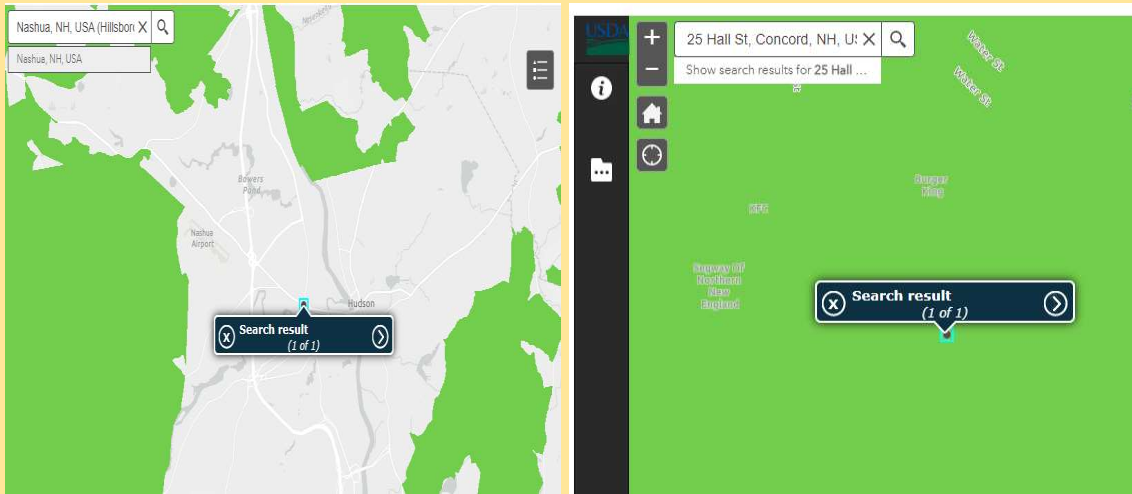 Nashua, NH, USA (Hillsboro
Nashua, NH, USA
Bowers
Pond
Nashua
Airport
Hudson
x
Search result
(1 of 1)
USDA
+
−
i
25 Hall St, Concord, NH, U
Show search results for 25 Hall ...
Water St
Water St
Burger
King
KFC
Segway Of
Northern
New
England
x
Search result
(1 of 1)